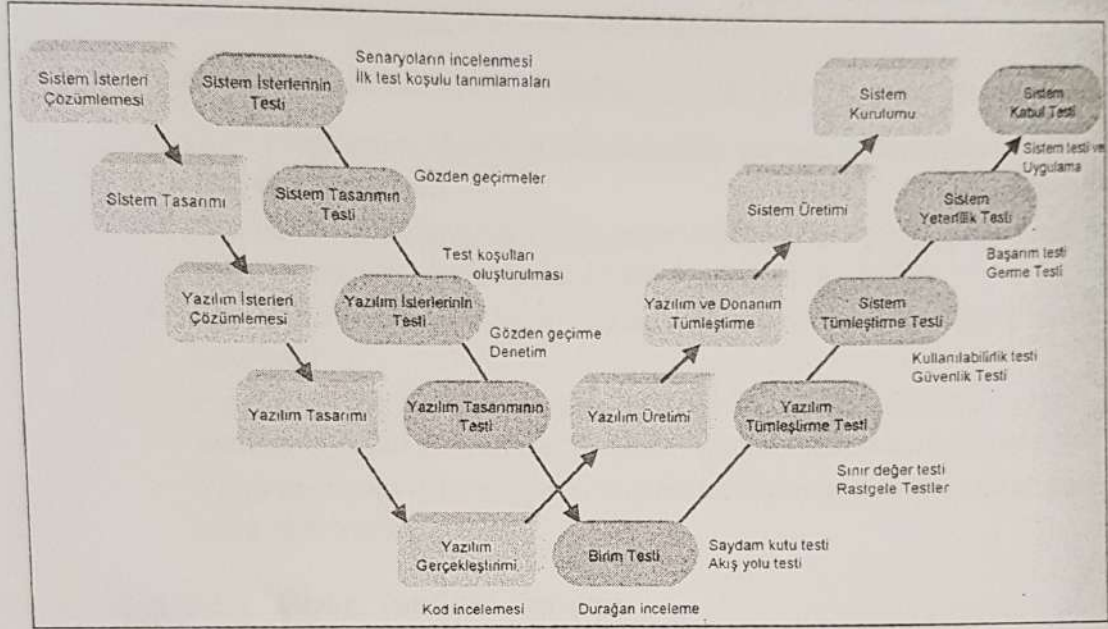 Sistem İsterleri
Çözümlemesi
Sistem İsterlerinin
Testi
Senaryoların incelenmesi
İlk test koşulu tanımlamaları
Sistem
Kurulumu
Sistem
Kabul Testi
Sistem testi ve
Uygulama
Sistem Tasarımı
Sistem Tasarımın
Testi
Gözden geçirmeler
Sistem Üretimi
Sistem
Yeterlilik Testi
Başarım testi
Germe Testi
Yazılım İsterleri
Çözümlemesi
Yazılım İsterlerinin
Testi
Test koşulları
oluşturulması
Yazılım ve Donanım
Tümleştirme
Sistem
Tümleştirme Testi
Kullanılabilirlik testi
Güvenlik Testi
Gözden geçirme
Denetim
Yazılım Tasarımı
Yazılım Tasarımının
Testi
Yazılım Üretimi
Yazılım
Tümleştirme Testi
Sınır değer testi
Rastgele Testler
Yazılım
Gerçekleştirimi
Birim Testi
Saydam kutu testi
Akış yolu testi
Kod incelemesi
Durağan inceleme